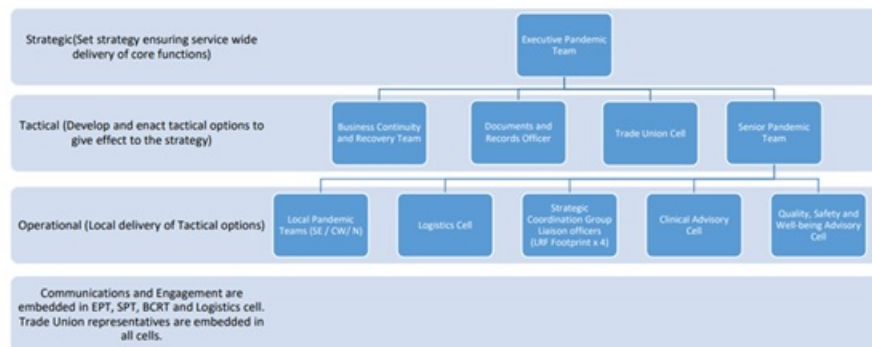 Strategic(Set strategy ensuring service wide
delivery of core functions)
Executive Pandemic
Team
Tactical (Develop and enact tactical options to
give effect to the strategy)
Business Continuity
and Recovery Team
Documents and
Records Officer
Trade Union Cell
Senior Pandemic
Team
Operational (Local delivery of Tactical options)
Local Pandemic
Teams (SE / CW/ N)
Logistics Cell
Strategic
Coordination Group
Liaison officers
(LRF Footprint x 4)
Clinical Advisory
Cell
Quality, Safety and
Well-being Advisory
Cell
Communications and Engagement are
embedded in EPT, SPT, BCRT and Logistics cell.
Trade Union representatives are embedded in
all cells.